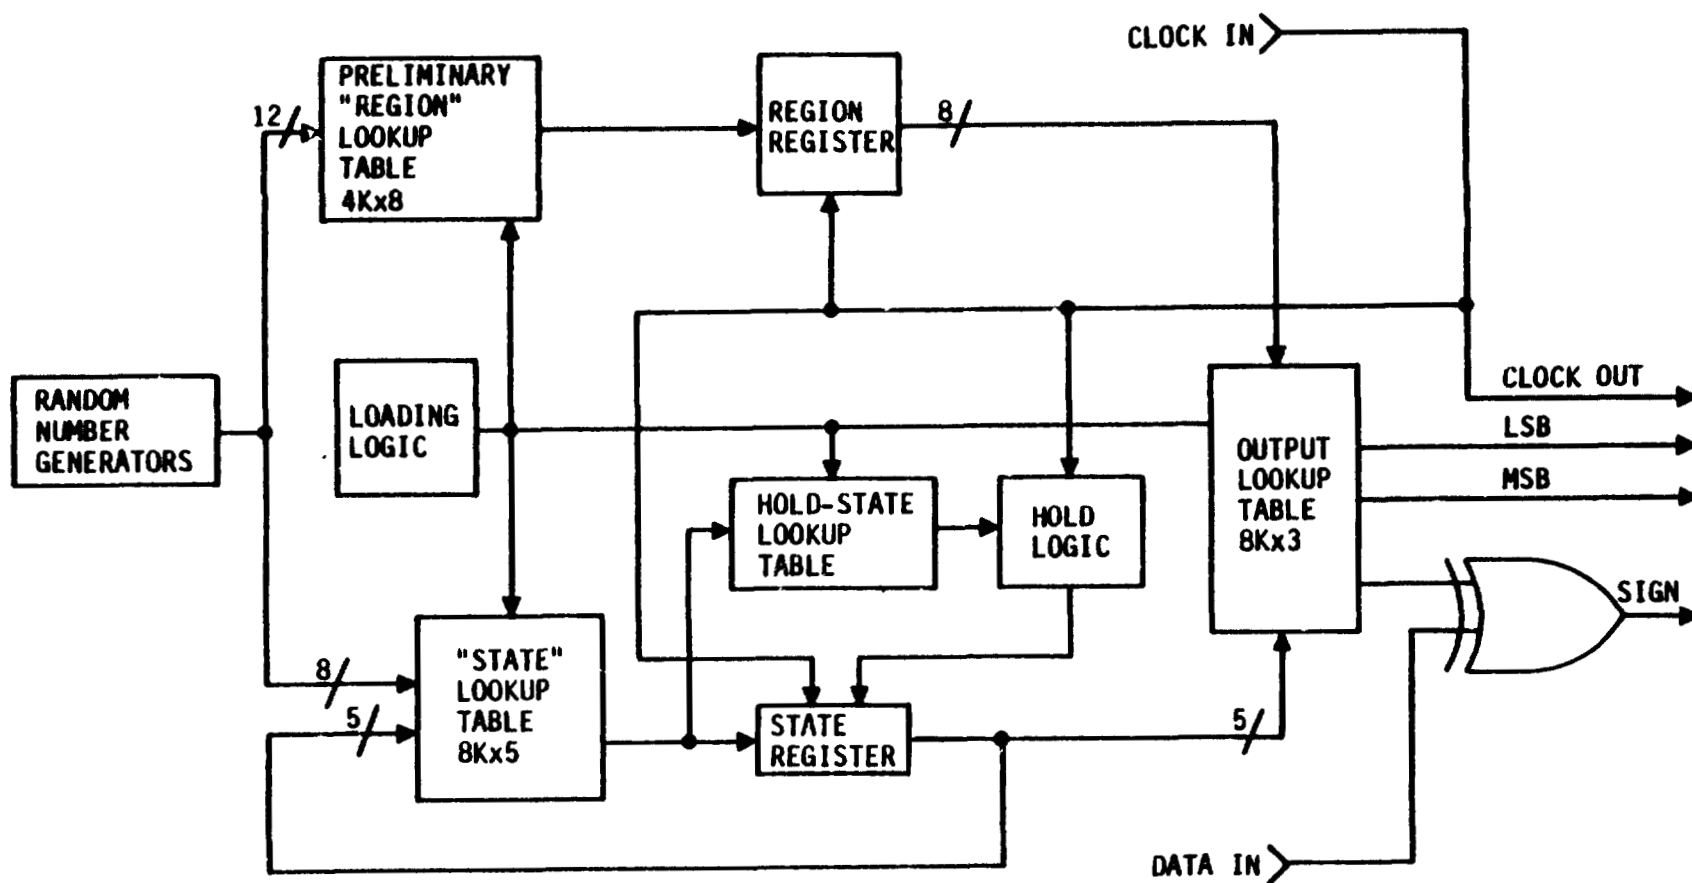 CLOCK IN
PRELIMINARY
"REGION"
LOOKUP
TABLE
4Kx8
12
REGION
REGISTER
8
RANDOM
NUMBER
GENERATORS
LOADING
LOGIC
CLOCK OUT
LSB
MSB
OUTPUT
LOOKUP
TABLE
8Kx3
HOLD-STATE
LOOKUP
TABLE
HOLD
LOGIC
SIGN
8
5
"STATE"
LOOKUP
TABLE
8Kx5
STATE
REGISTER
5
DATA IN